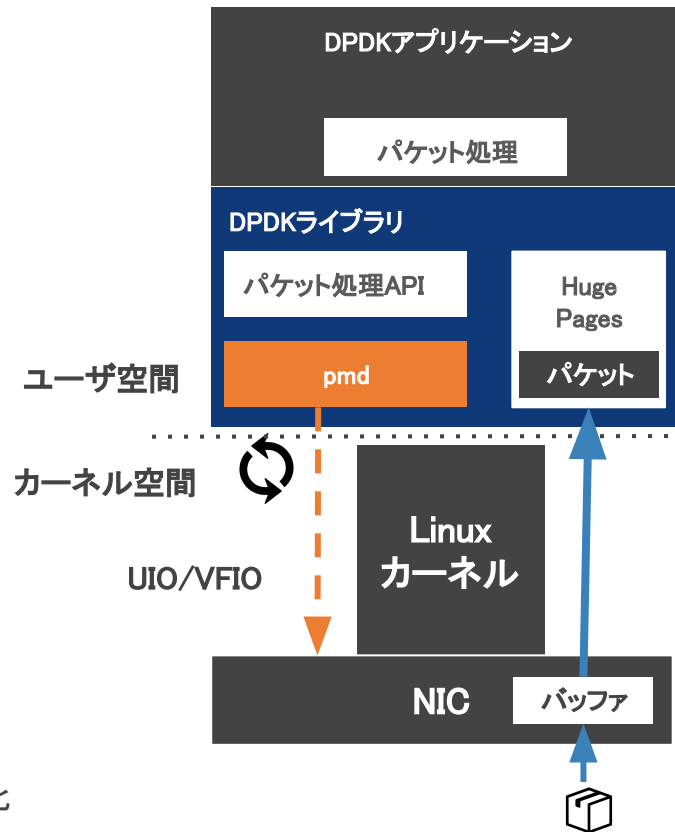 DPDKアプリケーション
パケット処理
DPDKライブラリ
パケット処理API
Huge
Pages
pmd
パケット
ユーザ空間
カーネル空間
Linux
カーネル
UIO/VFIO
NIC
バッファ